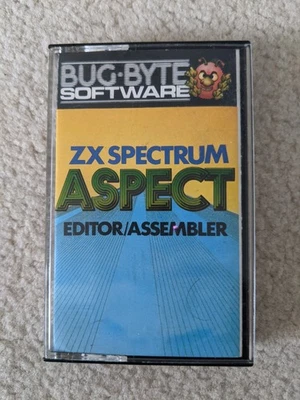 BUG·BYTE
SOFTWARE
ZX SPECTRUM
ASPECT
EDITOR/ASSEMBLER